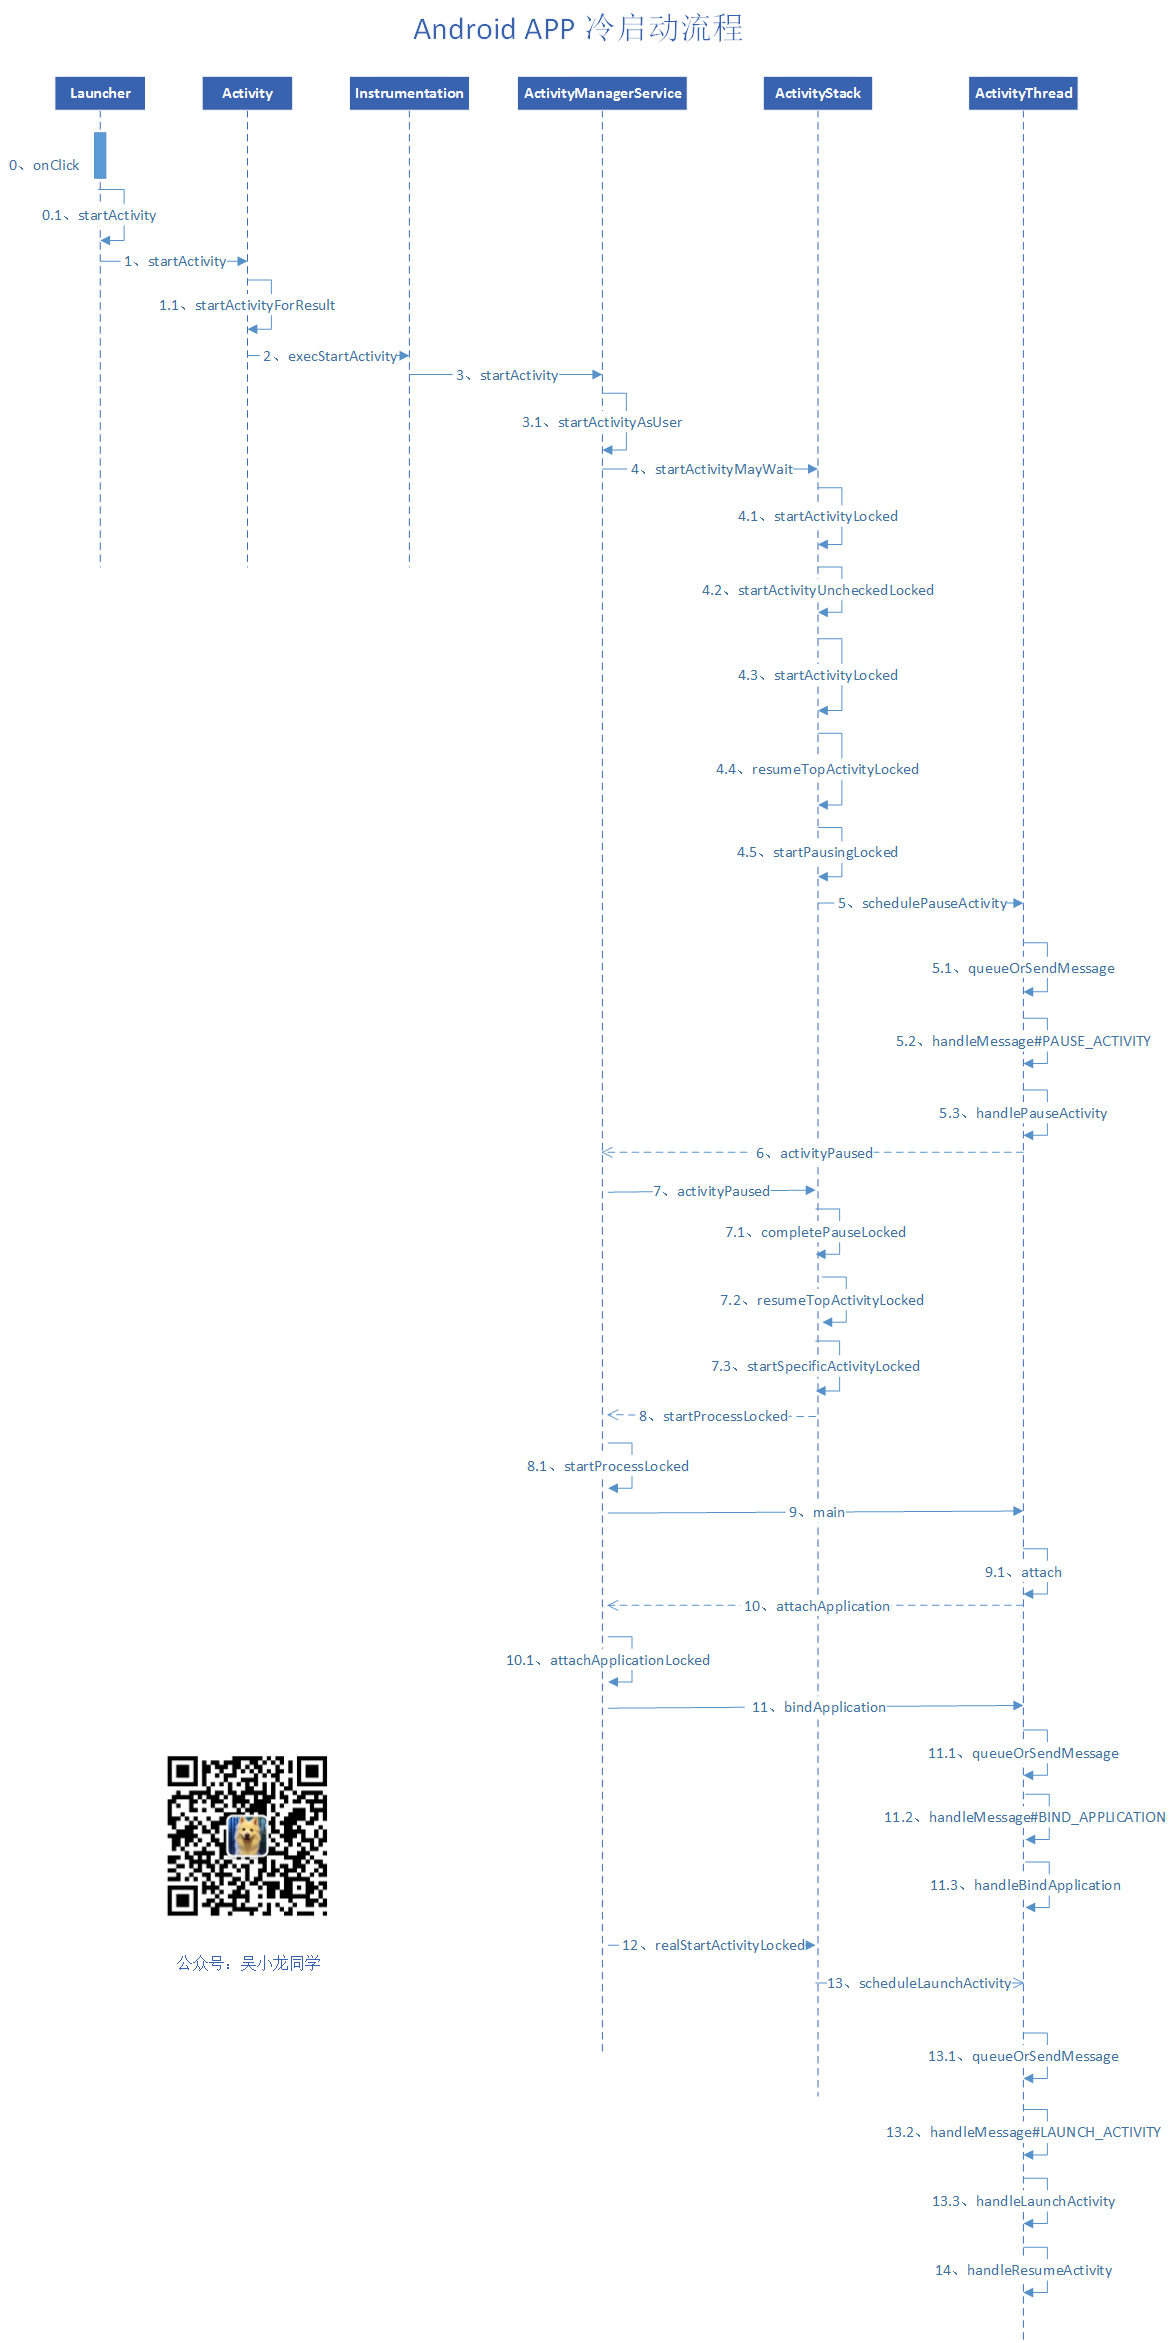 Android APP 冷启动流程
Launcher
Activity
Instrumentation
ActivityManagerService
ActivityStack
ActivityThread
0、onClick
0.1、startActivity
1、startActivity
1.1、startActivityForResult
2、execStartActivity
3、startActivity
3.1、startActivityAsUser
4、startActivityMayWait
4.1、startActivityLocked
4.2、startActivityUncheckedLocked
4.3、startActivityLocked
4.4、resumeTopActivityLocked
4.5、startPausingLocked
5、schedulePauseActivity
5.1、queueOrSendMessage
5.2、handleMessage#PAUSE_ACTIVITY
5.3、handlePauseActivity
6、activityPaused
7、activityPaused
7.1、completePauseLocked
7.2、resumeTopActivityLocked
7.3、startSpecificActivityLocked
8、startProcessLocked
8.1、startProcessLocked
9、main
9.1、attach
10、attachApplication
10.1、attachApplicationLocked
11、bindApplication
11.1、queueOrSendMessage
11.2、handleMessage#BIND_APPLICATION
11.3、handleBindApplication
12、realStartActivityLocked
公众号：吴小龙同学
13、scheduleLaunchActivity
13.1、queueOrSendMessage
13.2、handleMessage#LAUNCH_ACTIVITY
13.3、handleLaunchActivity
14、handleResumeActivity